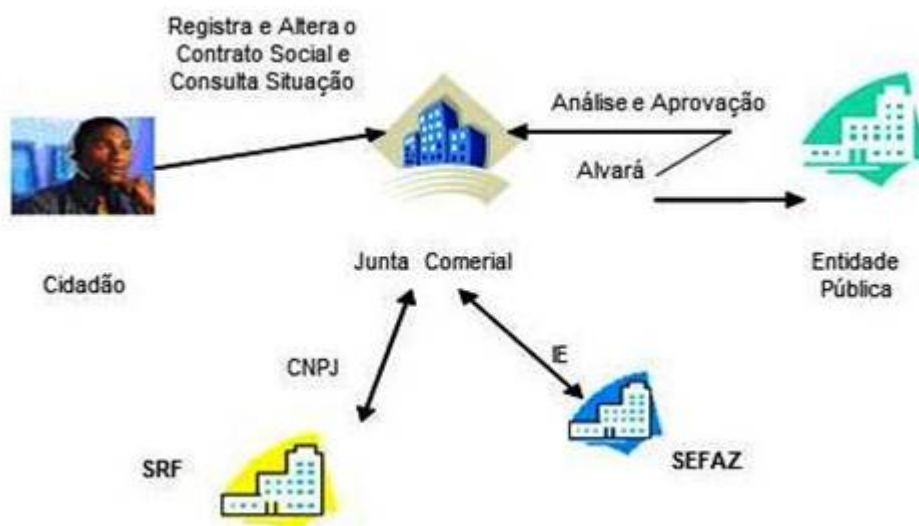 Registra e Altera o
Contrato Social e
Consulta Situação
Análise e Aprovação
Alvará
Cidadão
Junta Comerial
Entidade
Pública
CNPJ
IE
SRF
SEFAZ